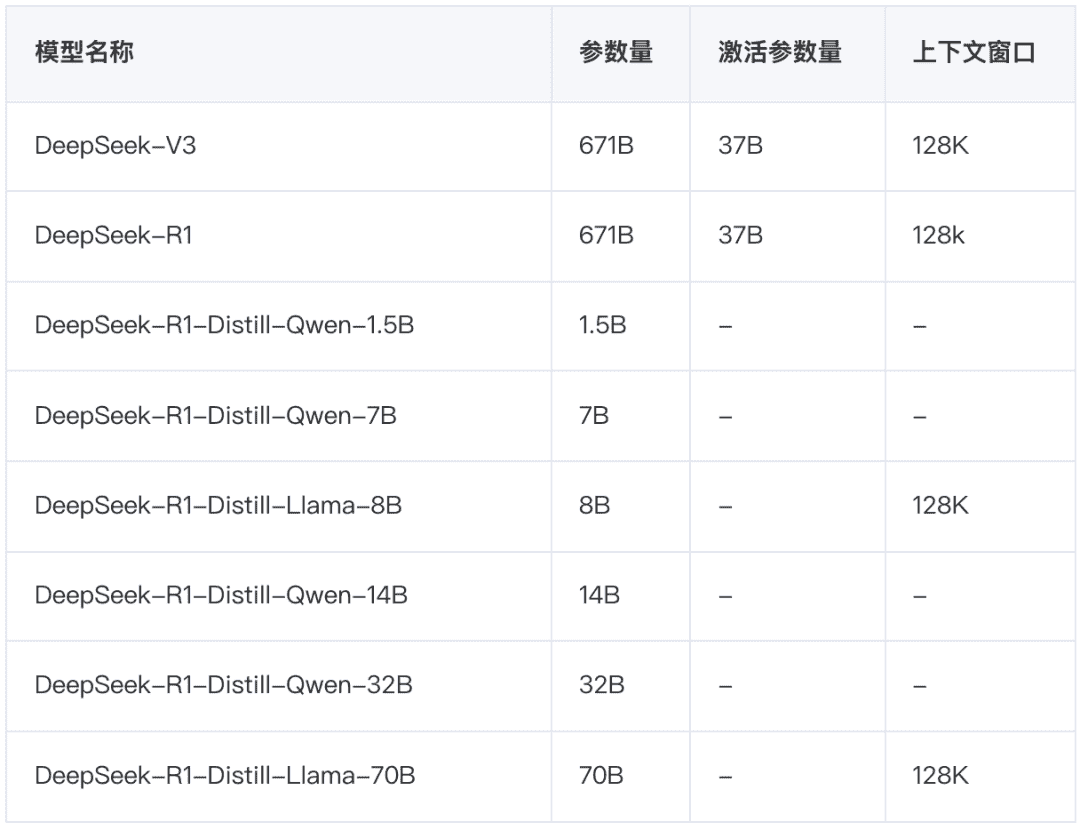 模型名称 参数量 激活参数量 上下文窗口
DeepSeek–V3 671B 37B 128K
DeepSeek–R1 671B 37B 128k
DeepSeek–R1–Distill–Qwen–1.5B 1.5B – –
DeepSeek–R1–Distill–Qwen–7B 7B – –
DeepSeek–R1–Distill–Llama–8B 8B – 128K
DeepSeek–R1–Distill–Qwen–14B 14B – –
DeepSeek–R1–Distill–Qwen–32B 32B – –
DeepSeek–R1–Distill–Llama–70B 70B – 128K